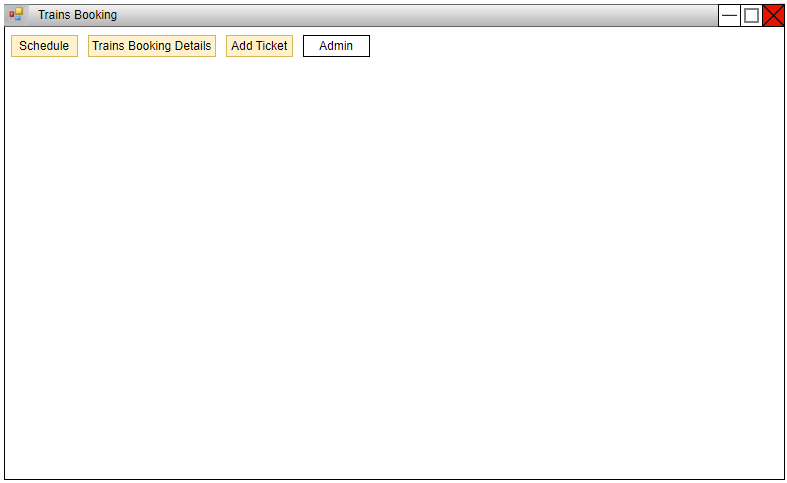 Trains Booking
Schedule Trains Booking Details Add Ticket Admin